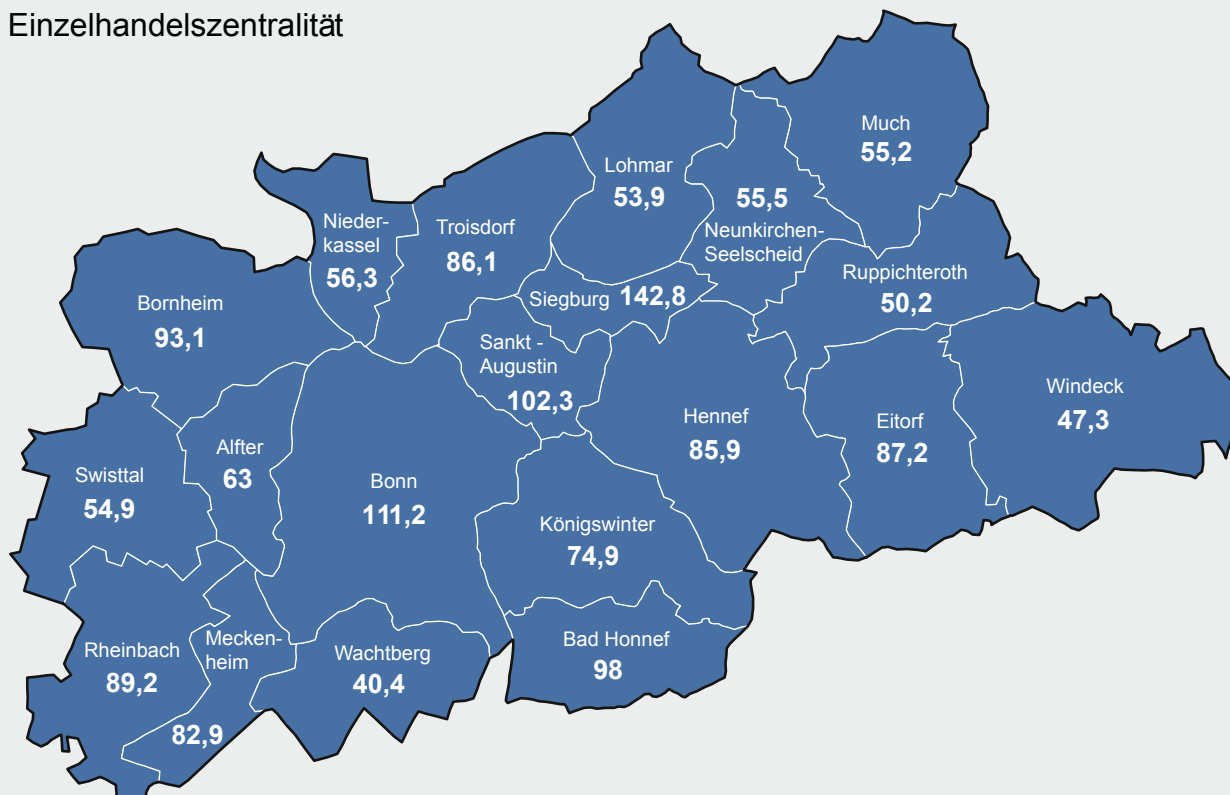 Einzelhandelszentralität
Much
55,2
Lohmar
53,9
55,5
Neunkirchen-
Seelscheid
Nieder-
kassel
56,3
Troisdorf
86,1
Ruppichteroth
50,2
Siegburg 142,8
Bornheim
93,1
Sankt -
Augustin
102,3
Windeck
47,3
Hennef
85,9
Eitorf
87,2
Alfter
63
Swisttal
54,9
Bonn
111,2
Königswinter
74,9
Rheinbach
89,2
Mecken-
heim
82,9
Wachtberg
40,4
Bad Honnef
98